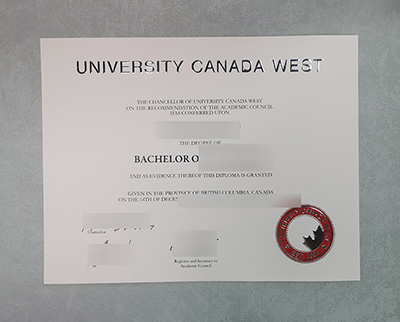 UNIVERSITY CANADA WEST
THE CHANCELLOR OF UNIVERSITY CANADA WEST
ON THE RECOMMENDATION OF THE ACADEMIC COUNCIL
HAS CONFERRED UPON
THE DEGREE OF
BACHELOR O
AND AS EVIDENCE THEREOF THIS DIPLOMA IS GRANTED
GIVEN IN THE PROVINCE OF BRITISH COLUMBIA, CANADA
ON THE 14TH OF DECE
Chancellor
Registrar and Secretary to
Academic Council